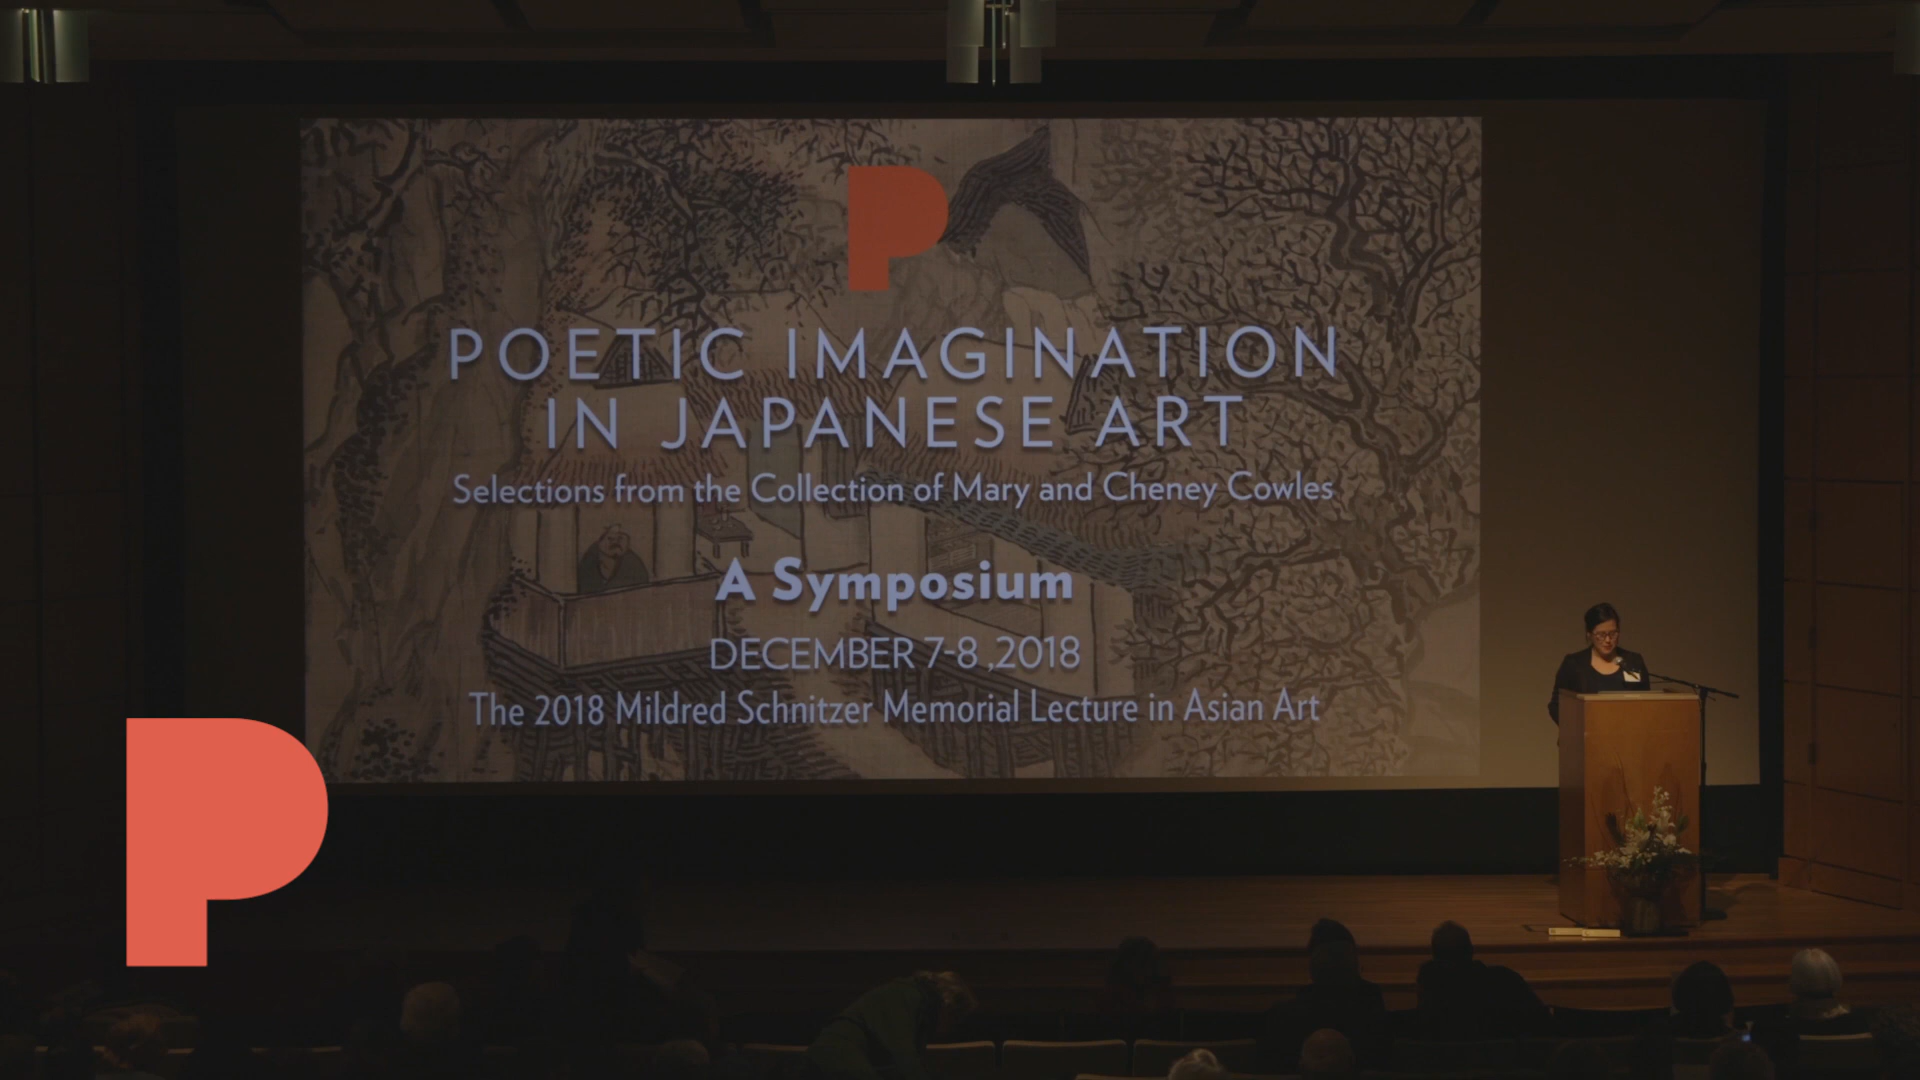 P
POETIC IMAGINATION
IN JAPANESE ART
Selections from the Collection of Mary and Cheney Cowles
A Symposium
DECEMBER 7-8 ,2018
The 2018 Mildred Schnitzer Memorial Lecture in Asian Art
P